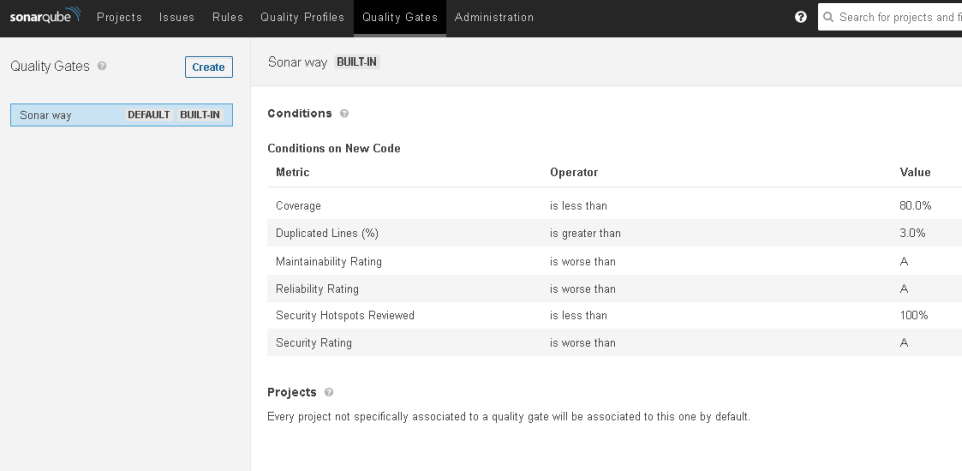 sonarqube Projects Issues Rules Quality Profiles Quality Gates Administration ? Search for projects and fi
Quality Gates ? Create
Sonar way DEFAULT BUILT-IN
Sonar way BUILT-IN
Conditions ?
Conditions on New Code
Metric Operator Value
Coverage is less than 80.0%
Duplicated Lines (%) is greater than 3.0%
Maintainability Rating is worse than A
Reliability Rating is worse than A
Security Hotspots Reviewed is less than 100%
Security Rating is worse than A
Projects ?
Every project not specifically associated to a quality gate will be associated to this one by default.